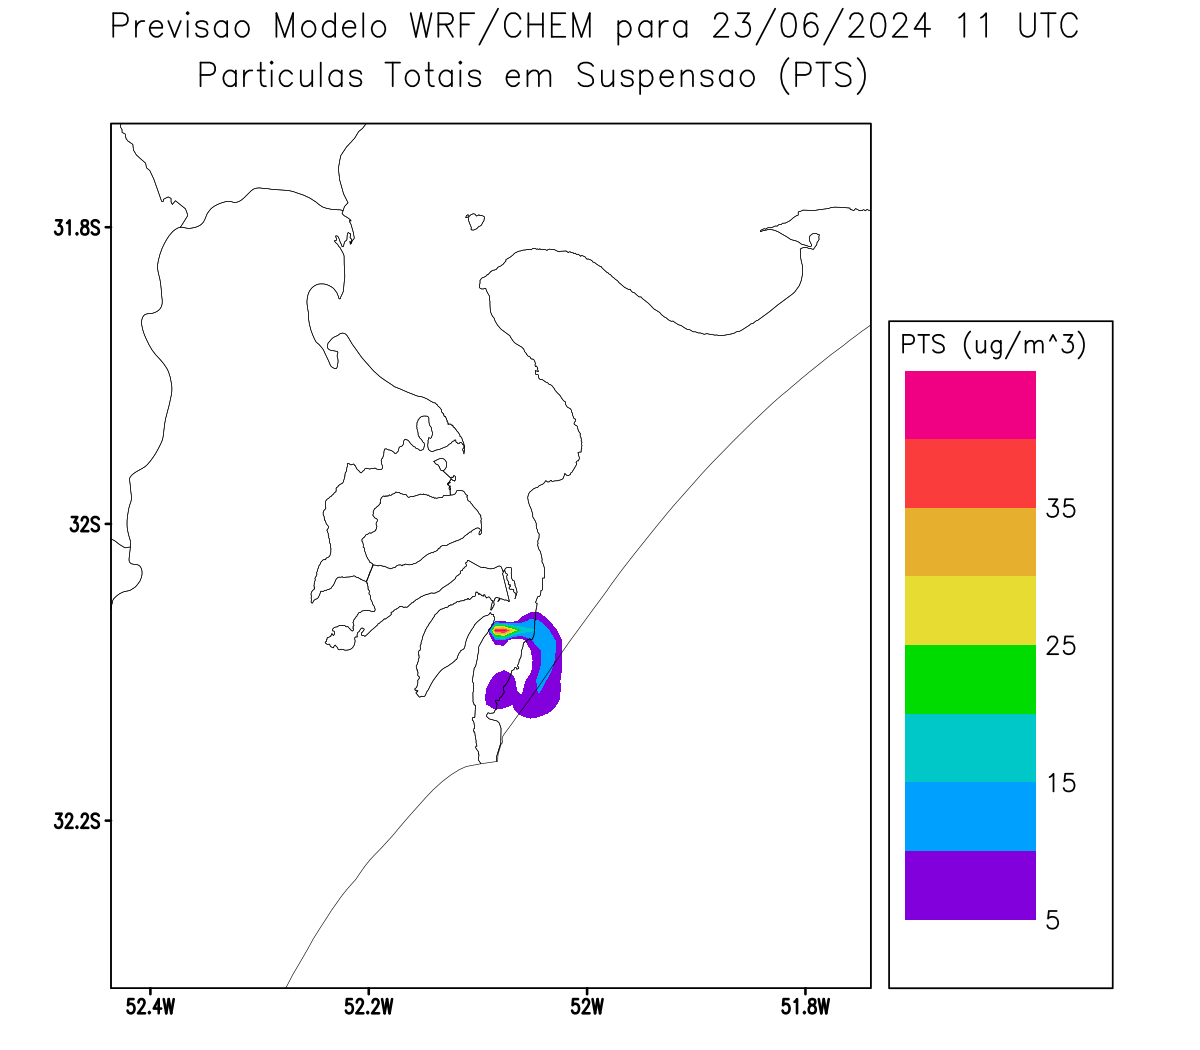 Previsao Modelo WRF/CHEM para 23/06/2024 11 UTC
Particulas Totais em Suspensao (PTS)
31.8S
32S
32.2S
52.4W
52.2W
52W
51.8W
PTS (ug/m^3)
35
25
15
5